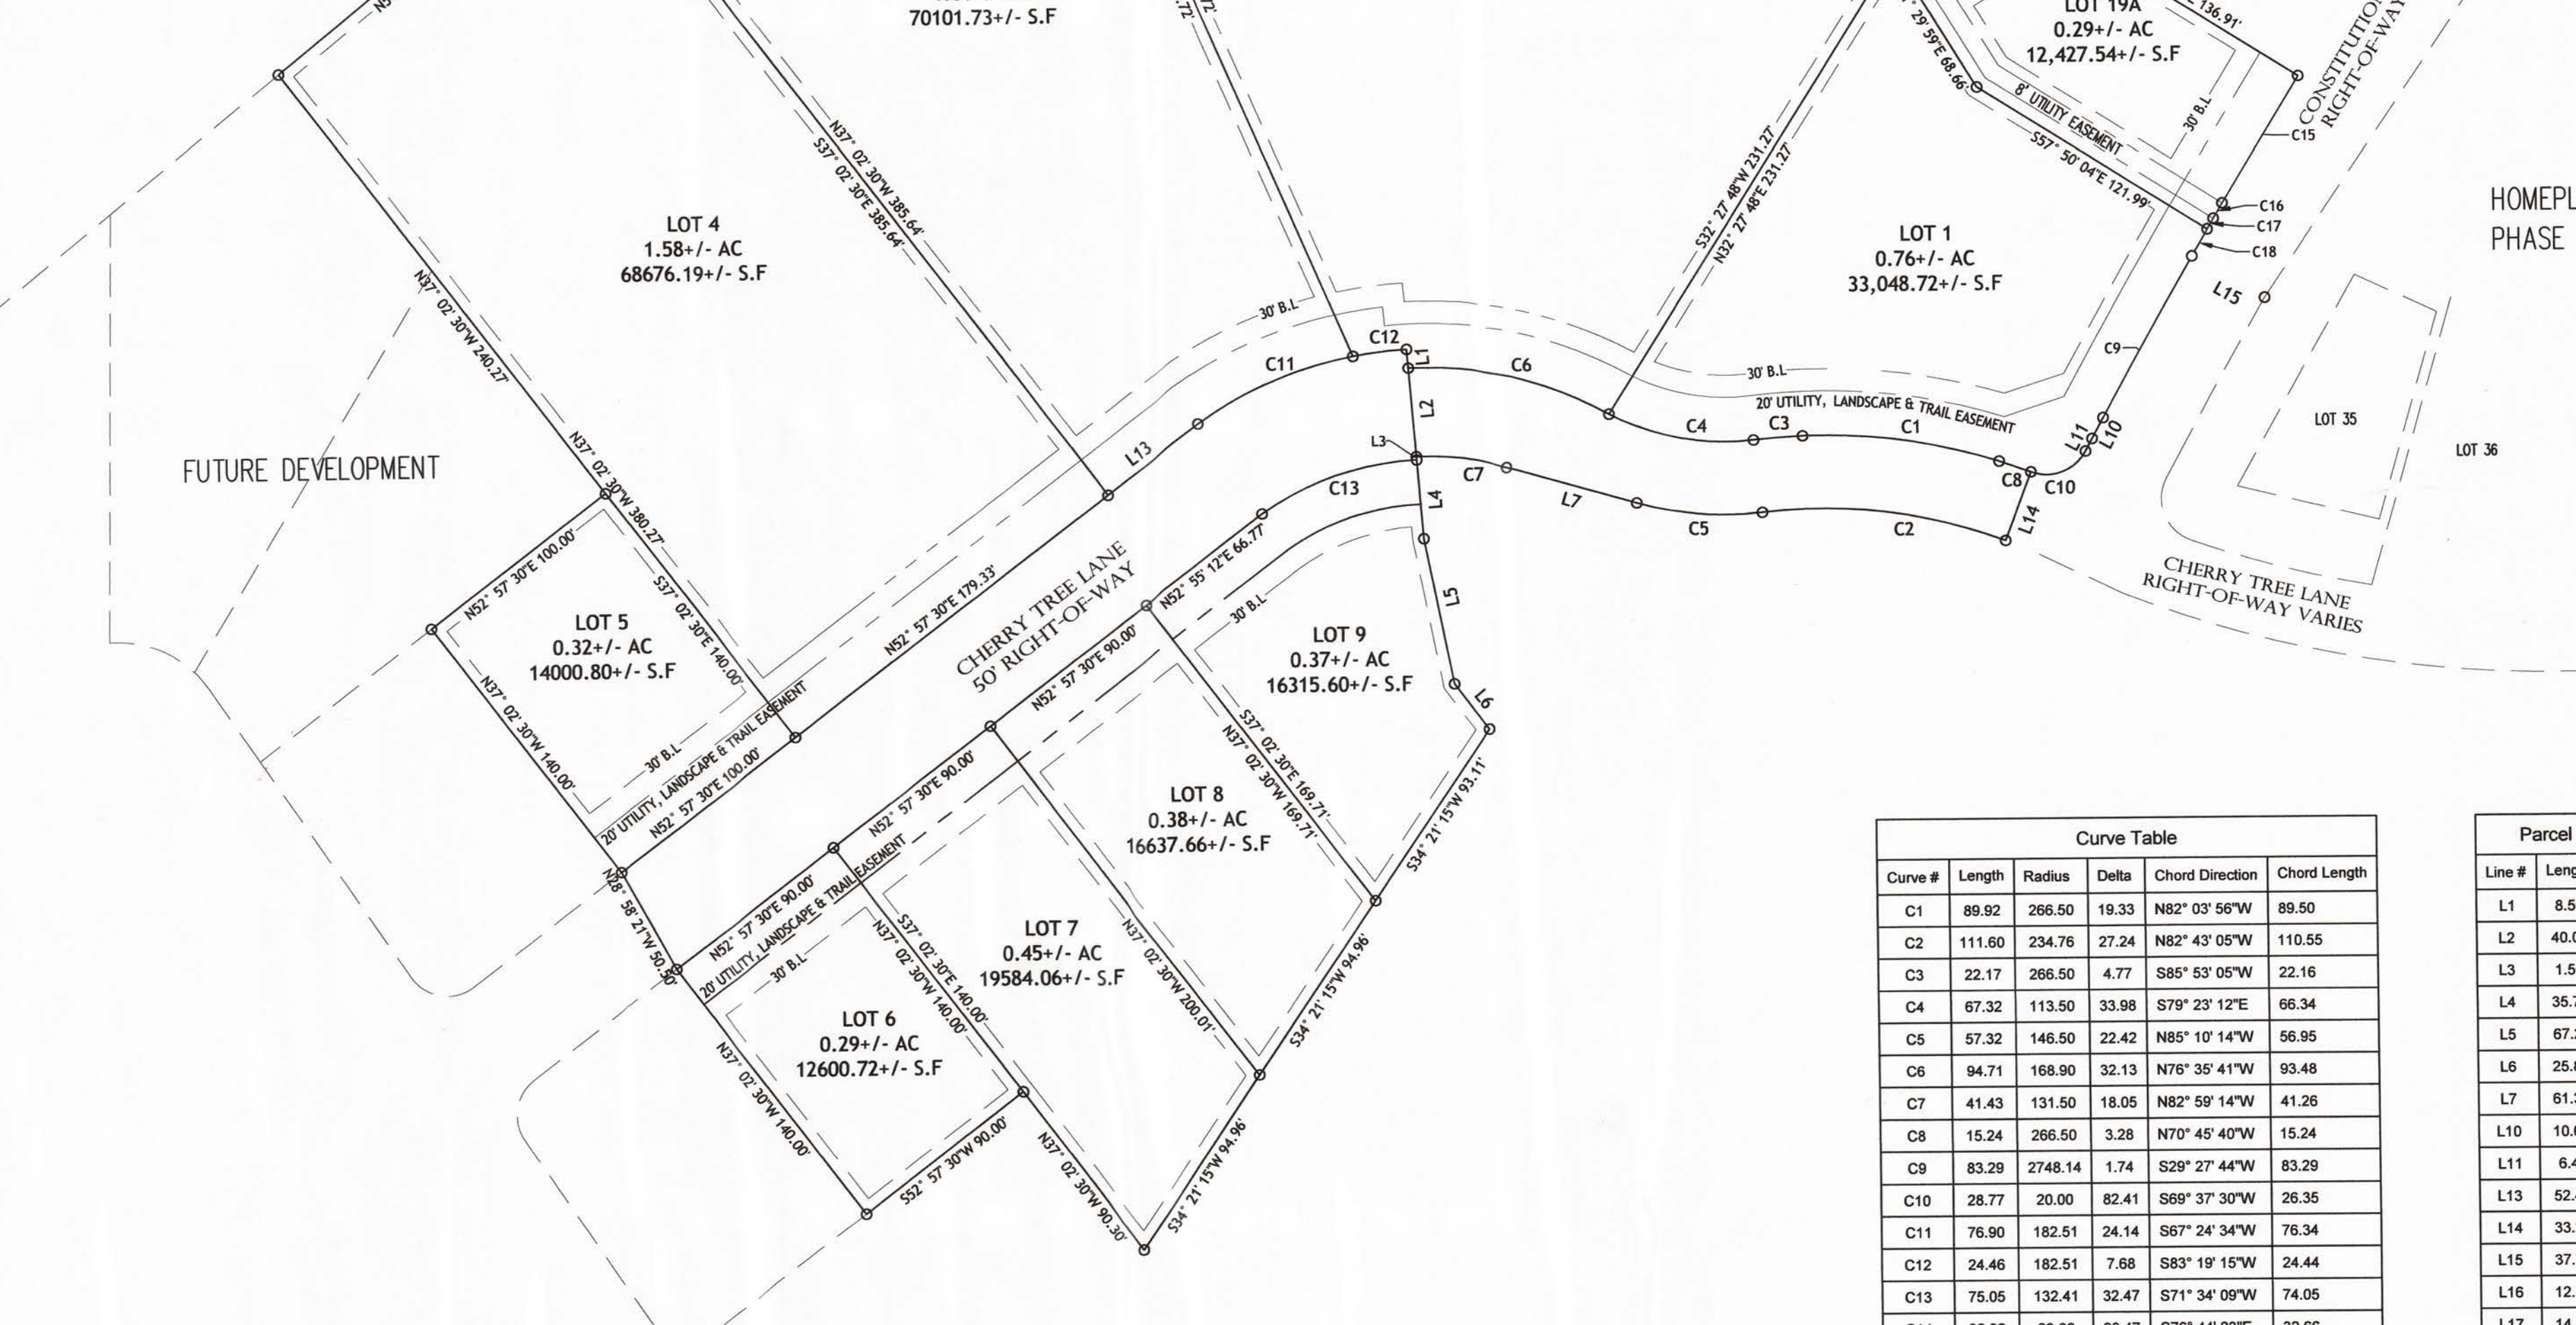 70101.73+/- S.F
LOT 19A
0.29+/- AC
12,427.54+/- S.F
136.91'
CONSTITUTION
RIGHT-OF-WAY
29' 59"E 68.66'
8' UTILITY EASEMENT
30' B.L
S57° 50' 04"E 121.99'
C15
C16
C17
C18
L15
HOMEPL
PHASE
LOT 4
1.58+/- AC
68676.19+/- S.F
N37° 02' 30"W 385.64'
S37° 02' 30"E 385.64'
S32° 27' 48"W 231.27'
N32° 27' 48"E 231.27'
LOT 1
0.76+/- AC
33,048.72+/- S.F
N37° 02' 30"W 240.27'
30' B.L
C12
C11
L1
C6
L2
30' B.L
20' UTILITY, LANDSCAPE & TRAIL EASEMENT
C9
C4
C3
C1
L11
L10
C8
C10
LOT 35
LOT 36
L13
L3
C13
C7
L4
L7
C5
C2
L14
CHERRY TREE LANE
RIGHT-OF-WAY VARIES
FUTURE DEVELOPMENT
N37° 02' 30"W 380.27'
N52° 57' 30"E 100.00'
S37° 02' 30"E 140.00'
LOT 5
0.32+/- AC
14000.80+/- S.F
N37° 02' 30"W 140.00'
30' B.L
20' UTILITY, LANDSCAPE & TRAIL EASEMENT
N52° 57' 30"E 100.00'
N52° 57' 30"E 179.33'
CHERRY TREE LANE
50' RIGHT-OF-WAY
N52° 55' 12"E 66.77'
30' B.L
L5
LOT 9
0.37+/- AC
16315.60+/- S.F
L6
N52° 57' 30"E 90.00'
S37° 02' 30"E 169.71'
N37° 02' 30"W 169.71'
S34° 21' 15"W 93.11'
LOT 8
0.38+/- AC
16637.66+/- S.F
N52° 57' 30"E 90.00'
N28° 58' 21"W 50.50'
N52° 57' 30"E 90.00'
20' UTILITY, LANDSCAPE & TRAIL EASEMENT
30' B.L
S37° 02' 30"E 140.00'
N37° 02' 30"W 140.00'
LOT 7
0.45+/- AC
19584.06+/- S.F
N37° 02' 30"W 200.01'
S34° 21' 15"W 94.96'
LOT 6
0.29+/- AC
12600.72+/- S.F
N37° 02' 30"W 140.00'
S52° 57' 30"W 90.00'
N37° 02' 30"W 90.30'
S34° 21' 15"W 94.96'
Curve Table
Curve # Length Radius Delta Chord Direction Chord Length
C1 89.92 266.50 19.33 N82° 03' 56"W 89.50
C2 111.60 234.76 27.24 N82° 43' 05"W 110.55
C3 22.17 266.50 4.77 S85° 53' 05"W 22.16
C4 67.32 113.50 33.98 S79° 23' 12"E 66.34
C5 57.32 146.50 22.42 N85° 10' 14"W 56.95
C6 94.71 168.90 32.13 N76° 35' 41"W 93.48
C7 41.43 131.50 18.05 N82° 59' 14"W 41.26
C8 15.24 266.50 3.28 N70° 45' 40"W 15.24
C9 83.29 2748.14 1.74 S29° 27' 44"W 83.29
C10 28.77 20.00 82.41 S69° 37' 30"W 26.35
C11 76.90 182.51 24.14 S67° 24' 34"W 76.34
C12 24.46 182.51 7.68 S83° 19' 15"W 24.44
C13 75.05 132.41 32.47 S71° 34' 09"W 74.05
Parcel
Line #
L1 8.5
L2 40.0
L3 1.5
L4 35.
L5 67.
L6 25.
L7 61.
L10 10.
L11 6.4
L13 52.
L14 33.
L15 37.
L16 12.
L17 14